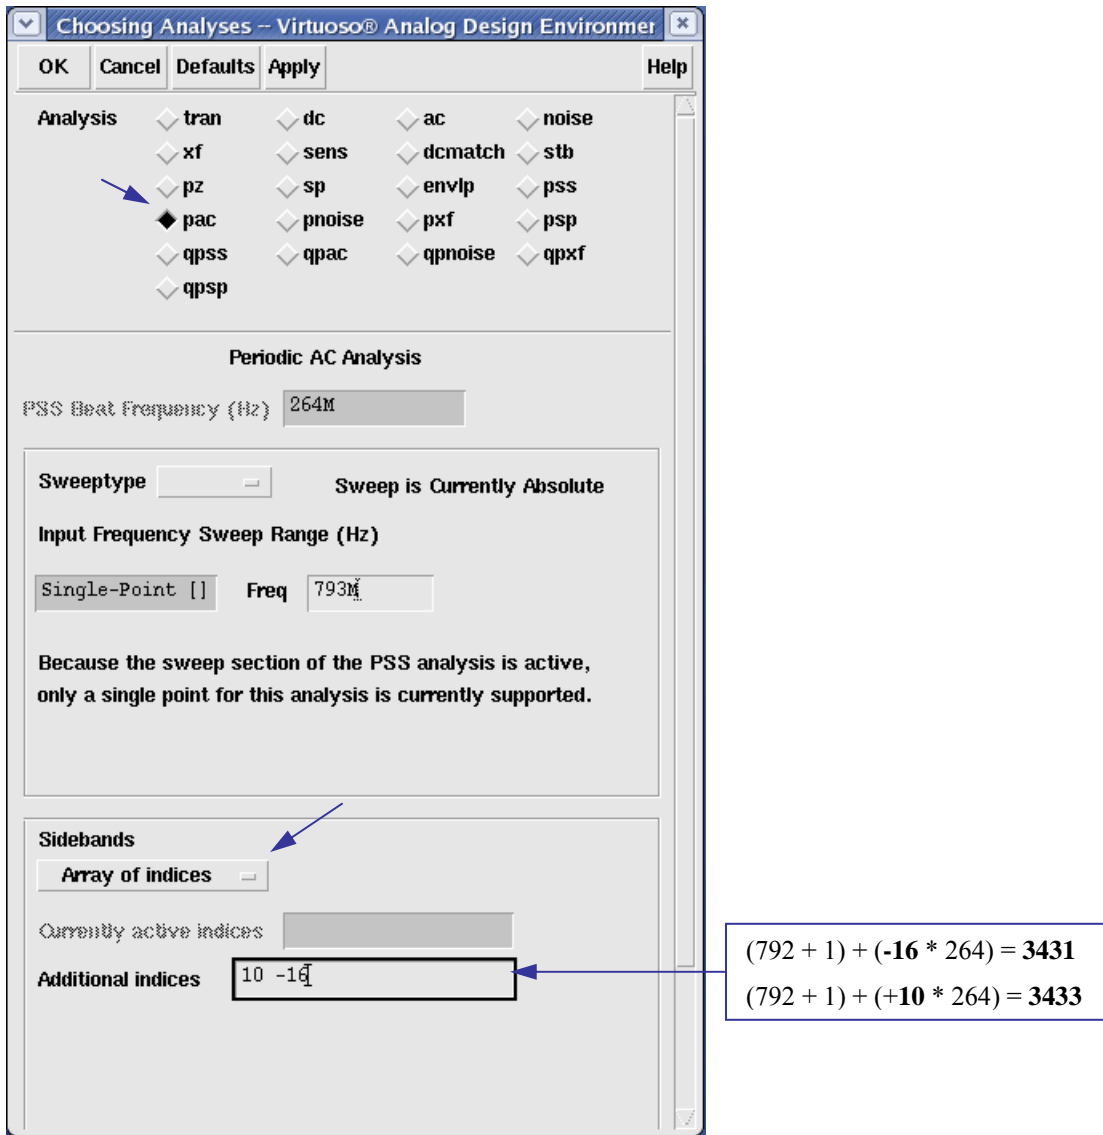 Choosing Analyses -- Virtuoso® Analog Design Environmer
OK Cancel Defaults Apply Help
Analysis tran dc ac noise
xf sens dcmatch stb
pz sp envlp pss
pac pnoise pxf psp
qpss qpac qpnoise qpxf
qpsp
Periodic AC Analysis
PSS Beat Frequency (Hz) 264M
Sweeptype Sweep is Currently Absolute
Input Frequency Sweep Range (Hz)
Single-Point [] Freq 793M
Because the sweep section of the PSS analysis is active,
only a single point for this analysis is currently supported.
Sidebands
Array of indices
Currently active indices
Additional indices 10 -16
(792 + 1) + (-16 * 264) = 3431
(792 + 1) + (+10 * 264) = 3433